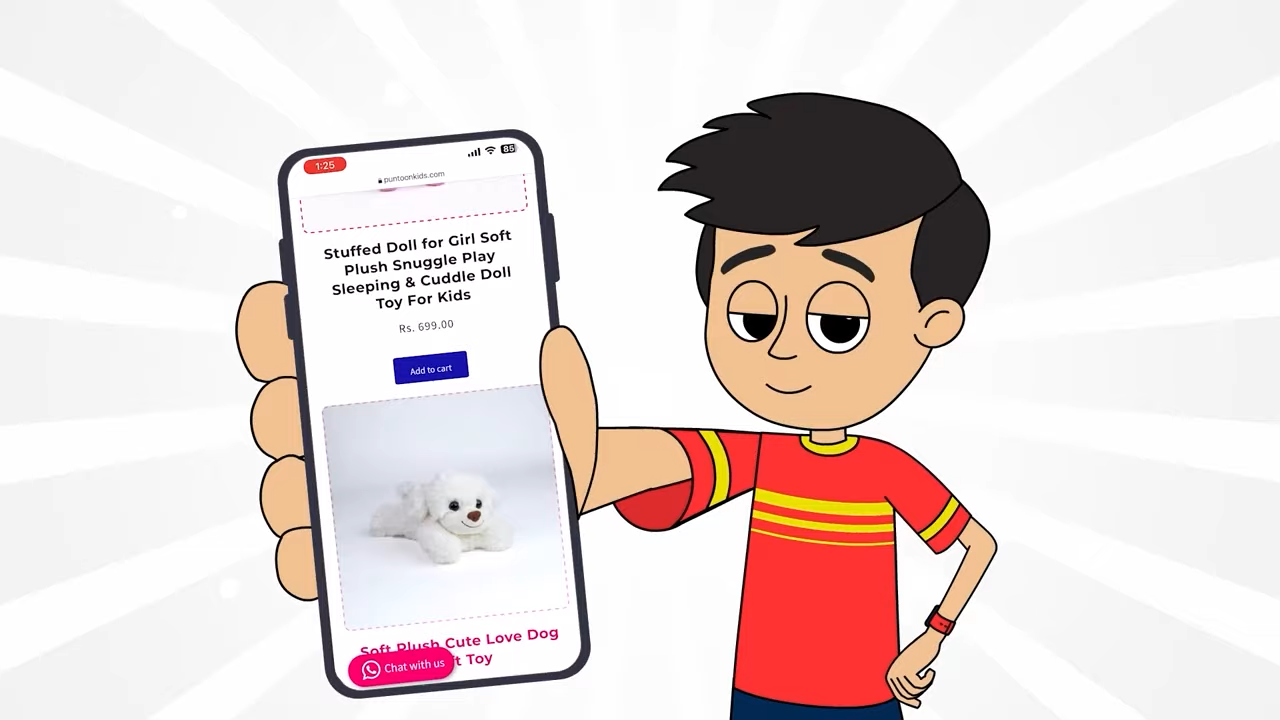 1:25
85
puntoonkids.com
Stuffed Doll for Girl Soft
Plush Snuggle Play
Sleeping & Cuddle Doll
Toy For Kids
Rs. 699.00
Add to cart
Soft Plush Cute Love Dog
Toy
Chat with us